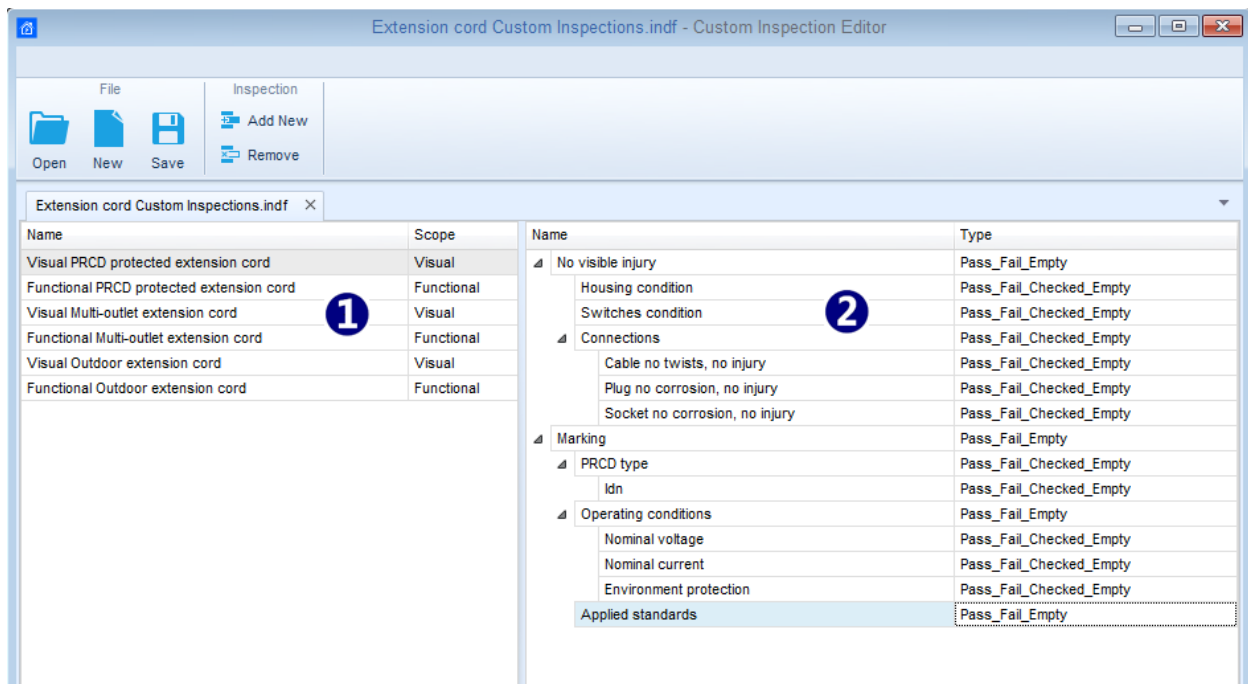 Extension cord Custom Inspections.indf - Custom Inspection Editor
File
Inspection
Open
New
Save
Add New
Remove
Extension cord Custom Inspections.indf
Name Scope
Visual PRCD protected extension cord Visual
Functional PRCD protected extension cord Functional
Visual Multi-outlet extension cord Visual
Functional Multi-outlet extension cord Functional
Visual Outdoor extension cord Visual
Functional Outdoor extension cord Functional
1
Name Type
No visible injury Pass_Fail_Empty
Housing condition Pass_Fail_Checked_Empty
Switches condition Pass_Fail_Checked_Empty
Connections Pass_Fail_Checked_Empty
Cable no twists, no injury Pass_Fail_Checked_Empty
Plug no corrosion, no injury Pass_Fail_Checked_Empty
Socket no corrosion, no injury Pass_Fail_Checked_Empty
Marking Pass_Fail_Empty
PRCD type Pass_Fail_Checked_Empty
Idn Pass_Fail_Checked_Empty
Operating conditions Pass_Fail_Empty
Nominal voltage Pass_Fail_Checked_Empty
Nominal current Pass_Fail_Checked_Empty
Environment protection Pass_Fail_Checked_Empty
Applied standards Pass_Fail_Empty
2